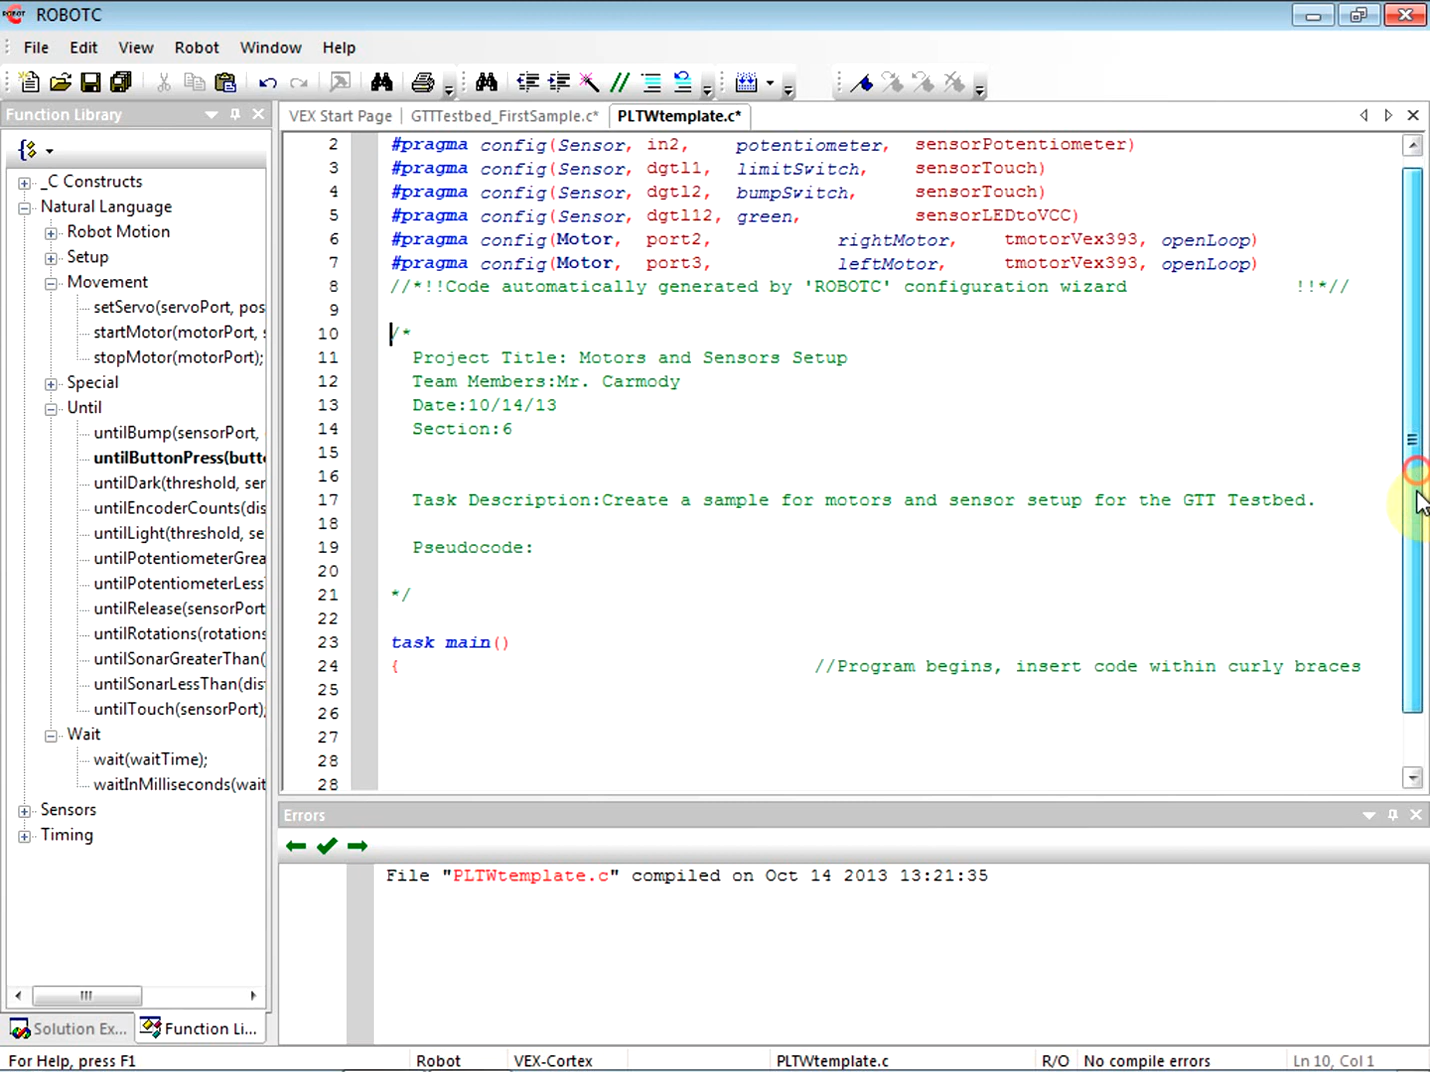 ROBOTC
File Edit View Robot Window Help
Function Library
VEX Start Page GTTTestbed_FirstSample.c* PLTWtemplate.c*
_C Constructs
Natural Language
Robot Motion
Setup
Movement
setServo(servoPort, pos
startMotor(motorPort, s
stopMotor(motorPort);
Special
Until
untilBump(sensorPort,
untilButtonPress(butt
untilDark(threshold, ser
untilEncoderCounts(dis
untilLight(threshold, se
untilPotentiometerGrea
untilPotentiometerLess
untilRelease(sensorPort
untilRotations(rotations
untilSonarGreaterThan(
untilSonarLessThan(dis
untilTouch(sensorPort);
Wait
wait(waitTime);
waitInMilliseconds(wait
Sensors
Timing
Solution Ex... Function Li...
2 #pragma config(Sensor, in2, potentiometer, sensorPotentiometer)
3 #pragma config(Sensor, dgtl1, limitSwitch, sensorTouch)
4 #pragma config(Sensor, dgtl2, bumpSwitch, sensorTouch)
5 #pragma config(Sensor, dgtl12, green, sensorLEDtoVCC)
6 #pragma config(Motor, port2, rightMotor, tmotorVex393, openLoop)
7 #pragma config(Motor, port3, leftMotor, tmotorVex393, openLoop)
8 //*!!Code automatically generated by 'ROBOTC' configuration wizard !!*//
9
10 /*
11 Project Title: Motors and Sensors Setup
12 Team Members:Mr. Carmody
13 Date:10/14/13
14 Section:6
15
16
17 Task Description:Create a sample for motors and sensor setup for the GTT Testbed.
18
19 Pseudocode:
20
21 */
22
23 task main()
24 { //Program begins, insert code within curly braces
25
26
27
28
28
Errors
File "PLTWtemplate.c" compiled on Oct 14 2013 13:21:35
For Help, press F1 Robot VEX-Cortex PLTWtemplate.c R/O No compile errors Ln 10, Col 1